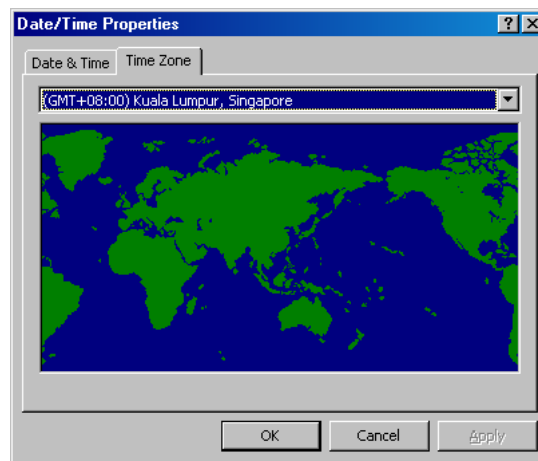 Date/Time Properties
Date & Time Time Zone
(GMT+08:00) Kuala Lumpur, Singapore
OK Cancel Apply